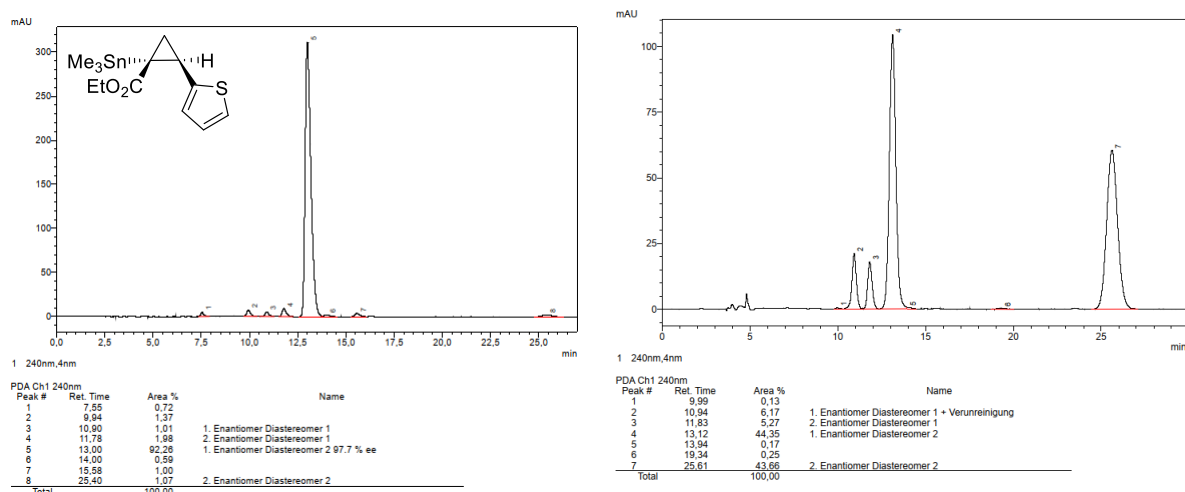 mAU
300
250
200
150
100
50
0
Me3Sn
H
EtO2C
S
1
2
3
4
5
6
7
8
0,0 2,5 5,0 7,5 10,0 12,5 15,0 17,5 20,0 22,5 25,0
min
1 240nm,4nm
PDA Ch1 240nm
Peak # Ret. Time Area % Name
1 7,55 0,72
2 9,94 1,37
3 10,90 1,01 1. Enantiomer Diastereomer 1
4 11,78 1,98 2. Enantiomer Diastereomer 1
5 13,00 92,26 1. Enantiomer Diastereomer 2 97.7 % ee
6 14,00 0,59
7 15,58 1,00
8 25,40 1,07 2. Enantiomer Diastereomer 2
Total 100,00
mAU
100
75
50
25
0
1
2
3
4
5
6
7
0 5 10 15 20 25
min
1 240nm,4nm
PDA Ch1 240nm
Peak # Ret. Time Area % Name
1 9,99 0,13
2 10,94 6,17 1. Enantiomer Diastereomer 1 + Verunreinigung
3 11,83 5,27 2. Enantiomer Diastereomer 1
4 13,12 44,35 1. Enantiomer Diastereomer 2
5 13,94 0,17
6 19,34 0,25
7 25,61 43,66 2. Enantiomer Diastereomer 2
Total 100,00